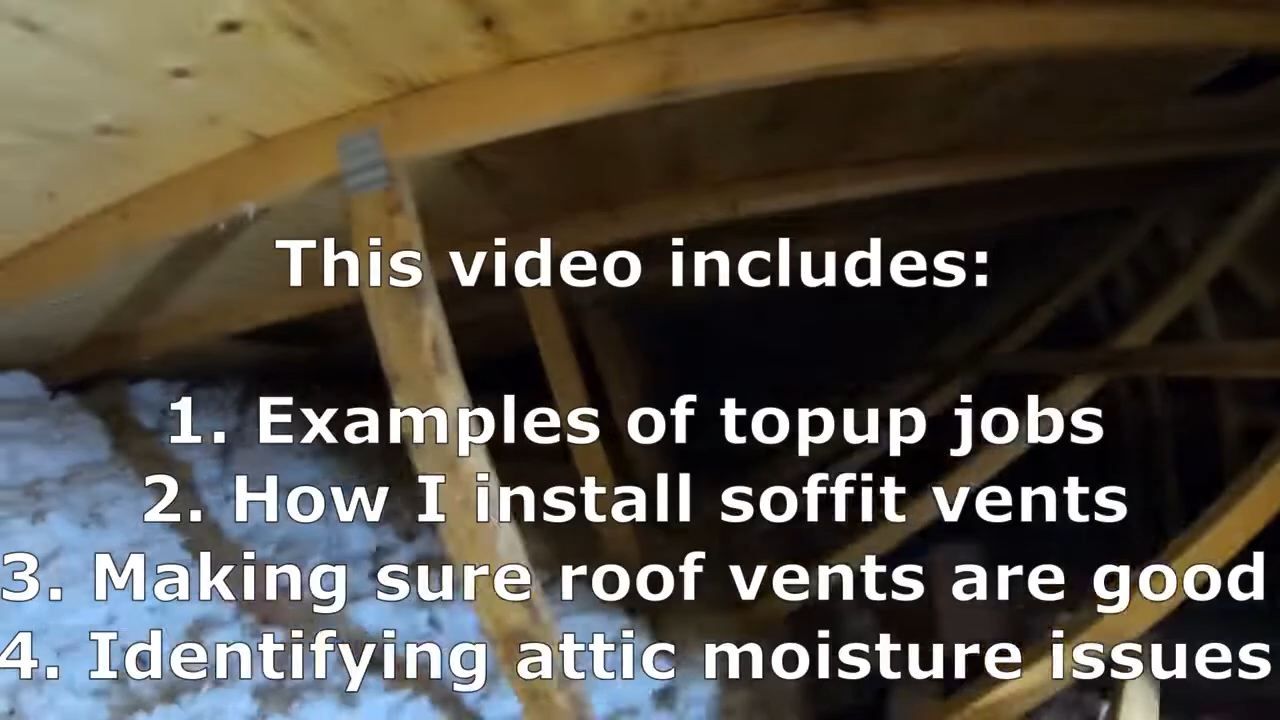 This video includes:
1. Examples of topup jobs
2. How I install soffit vents
3. Making sure roof vents are good
4. Identifying attic moisture issues